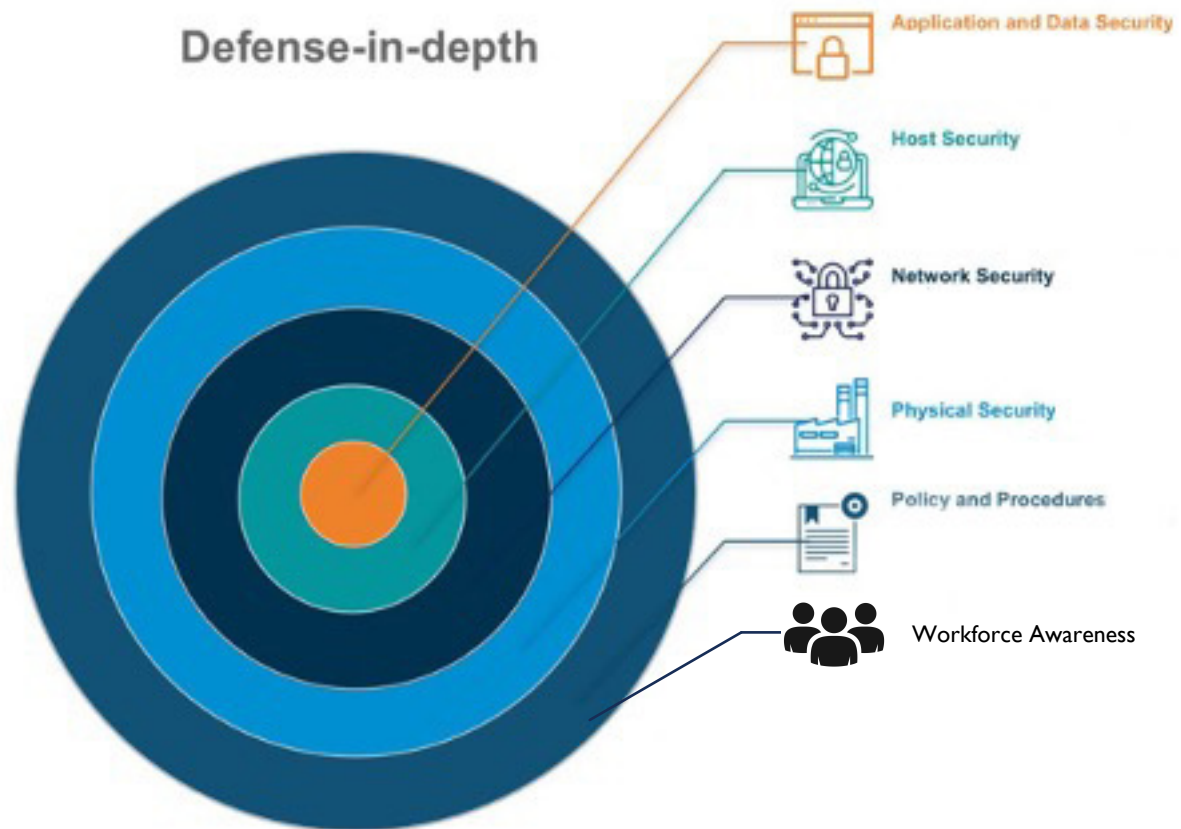 Defense-in-depth
Application and Data Security
Host Security
Network Security
Physical Security
Policy and Procedures
Workforce Awareness